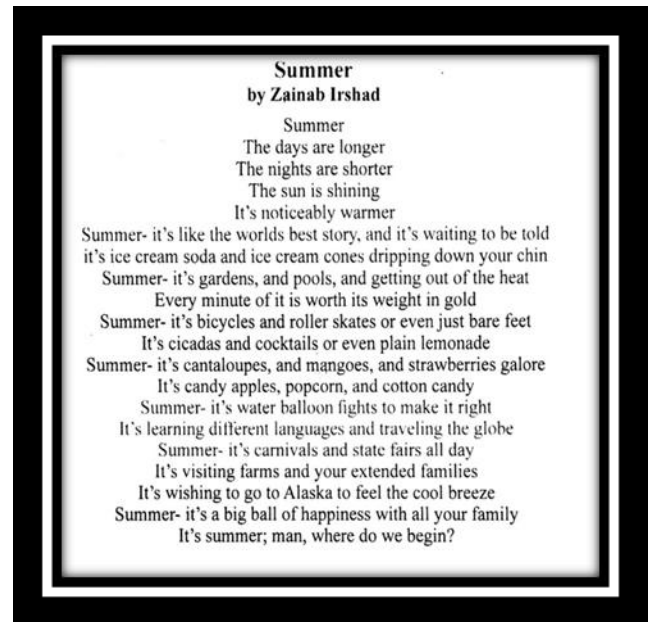 Summer
by Zainab Irshad
Summer
The days are longer
The nights are shorter
The sun is shining
It's noticeably warmer
Summer- it's like the worlds best story, and it's waiting to be told
it's ice cream soda and ice cream cones dripping down your chin
Summer- it's gardens, and pools, and getting out of the heat
Every minute of it is worth its weight in gold
Summer- it's bicycles and roller skates or even just bare feet
It's cicadas and cocktails or even plain lemonade
Summer- it's cantaloupes, and mangoes, and strawberries galore
It's candy apples, popcorn, and cotton candy
Summer- it's water balloon fights to make it right
It's learning different languages and traveling the globe
Summer- it's carnivals and state fairs all day
It's visiting farms and your extended families
It's wishing to go to Alaska to feel the cool breeze
Summer- it's a big ball of happiness with all your family
It's summer; man, where do we begin?